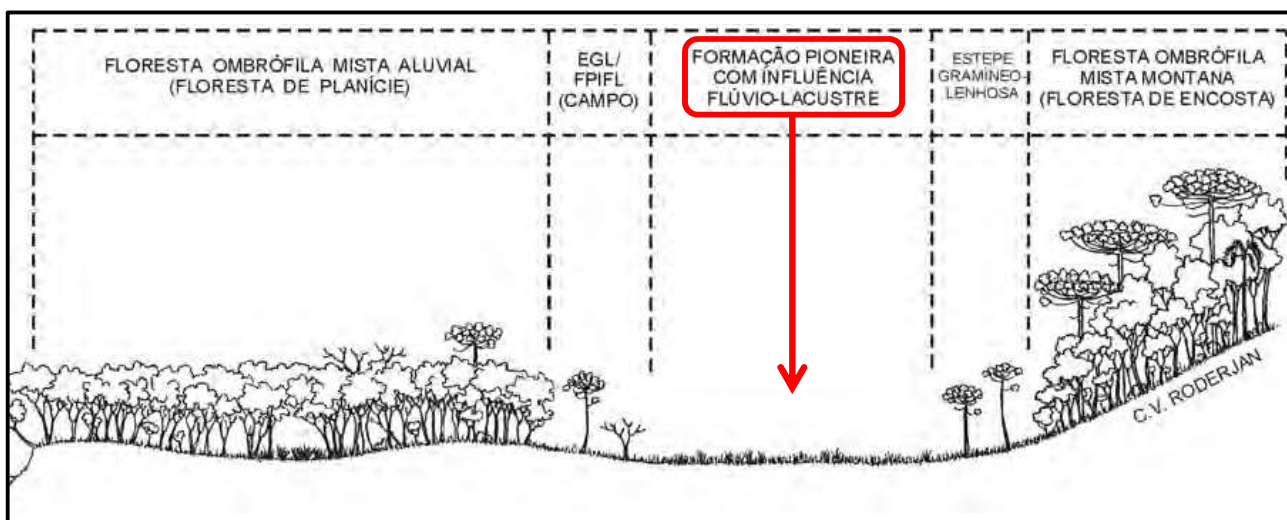 FLORESTA OMBRÓFILA MISTA ALUVIAL
(FLORESTA DE PLANÍCIE)
EGL/
FPIFL
(CAMPO)
FORMAÇÃO PIONEIRA
COM INFLUÊNCIA
FLÚVIO-LACUSTRE
ESTEPE
GRAMÍNEO-
LENHOSA
FLORESTA OMBRÓFILA
MISTA MONTANA
(FLORESTA DE ENCOSTA)
C.V. RODERJAN